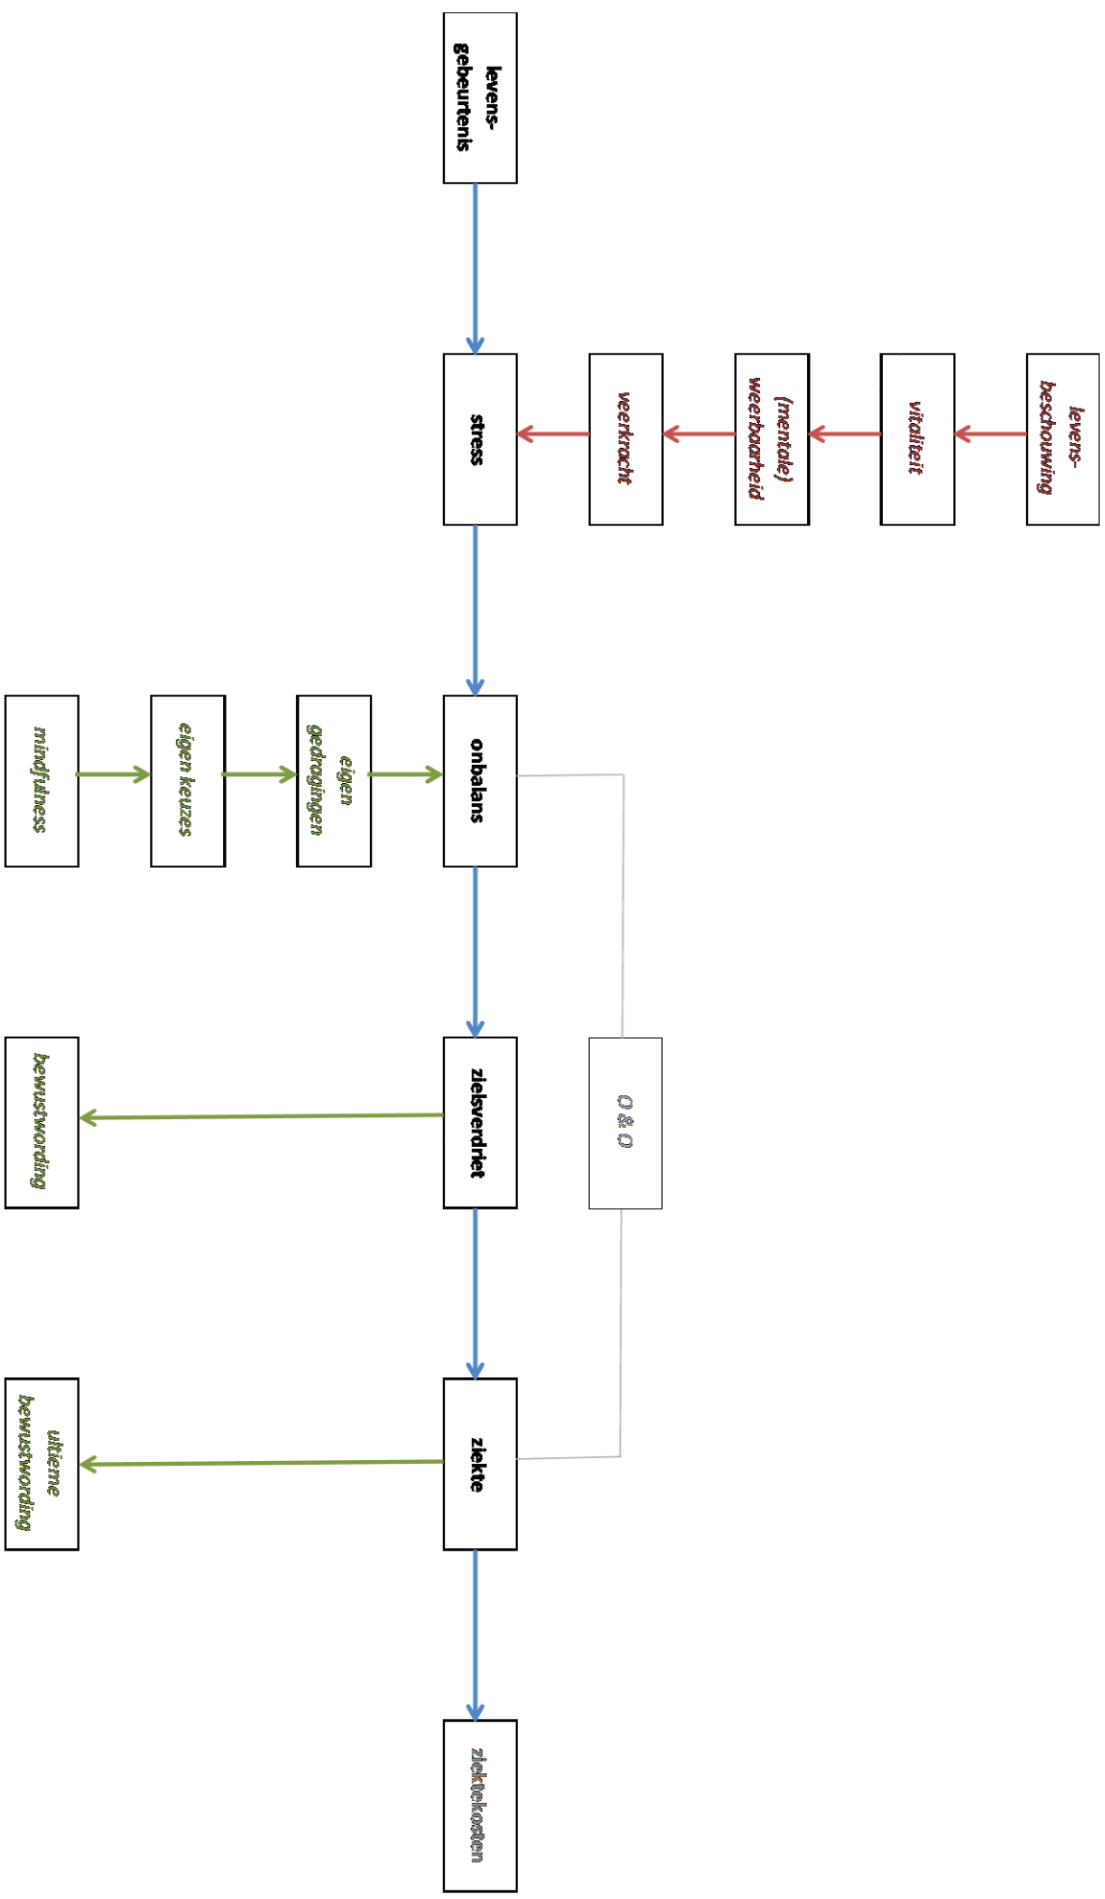 levens-
beschouwing
vitaliteit
(mentale)
weerbaarheid
veerkracht
O & O
levens-
gebeurtenis
stress
onbalans
zielsverdriet
ziekte
ziektekosten
eigen
gedragingen
eigen keuzes
mindfulness
bewustwording
ultieme
bewustwording